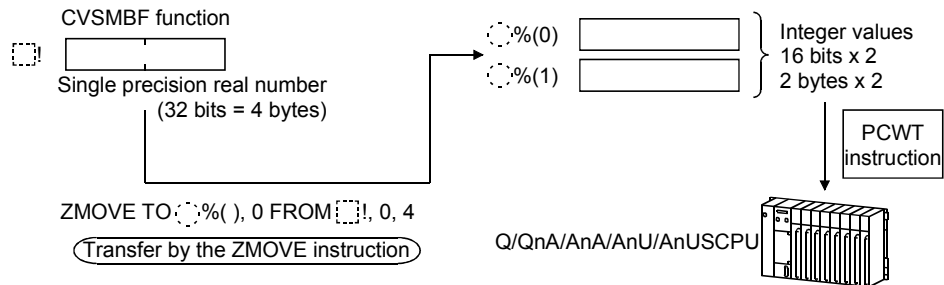 CVSMBF function
!
Single precision real number
(32 bits = 4 bytes)
%(0)
%(1)
Integer values
16 bits x 2
2 bytes x 2
PCWT
instruction
ZMOVE TO %( ), 0 FROM !, 0, 4
Transfer by the ZMOVE instruction
Q/QnA/AnA/AnU/AnUSCPU